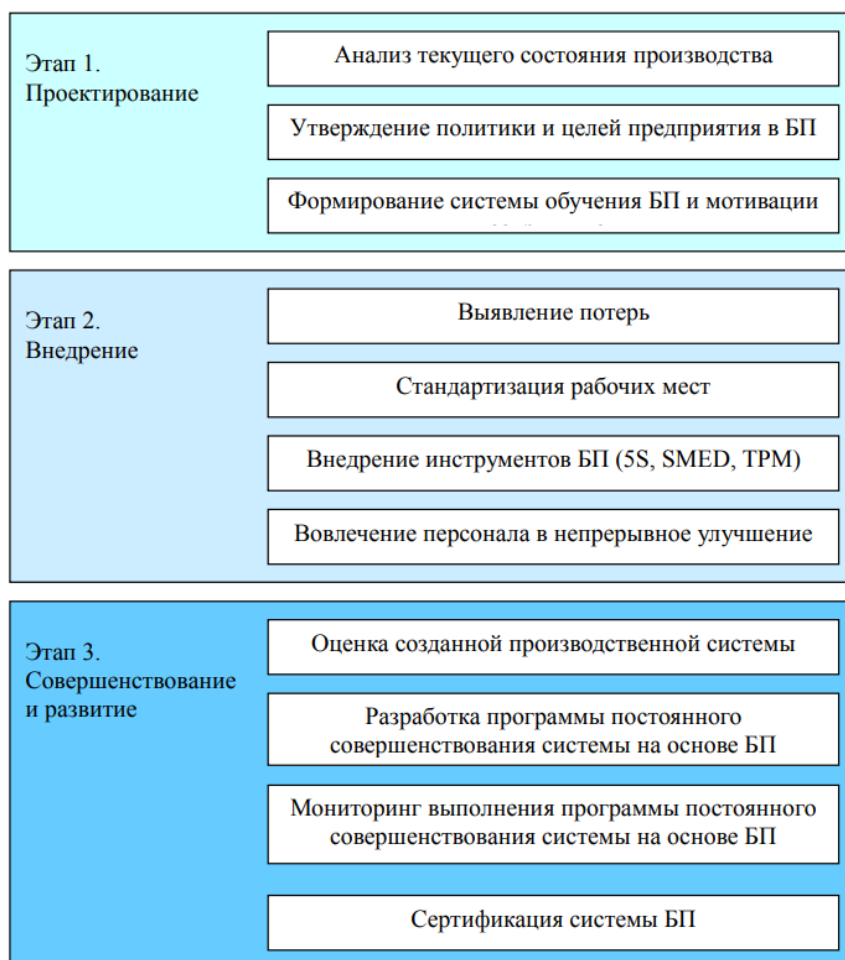 Этап 1.
Проектирование
Анализ текущего состояния производства
Утверждение политики и целей предприятия в БП
Формирование системы обучения БП и мотивации
Этап 2.
Внедрение
Выявление потерь
Стандартизация рабочих мест
Внедрение инструментов БП (5S, SMED, TPM)
Вовлечение персонала в непрерывное улучшение
Этап 3.
Совершенствование
и развитие
Оценка созданной производственной системы
Разработка программы постоянного
совершенствования системы на основе БП
Мониторинг выполнения программы постоянного
совершенствования системы на основе БП
Сертификация системы БП